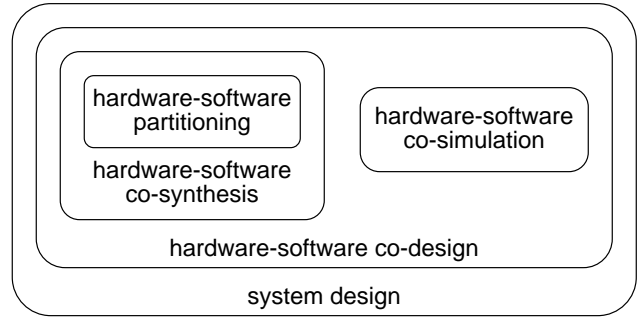 hardware-software
partitioning
hardware-software
co-synthesis
hardware-software
co-simulation
hardware-software co-design
system design